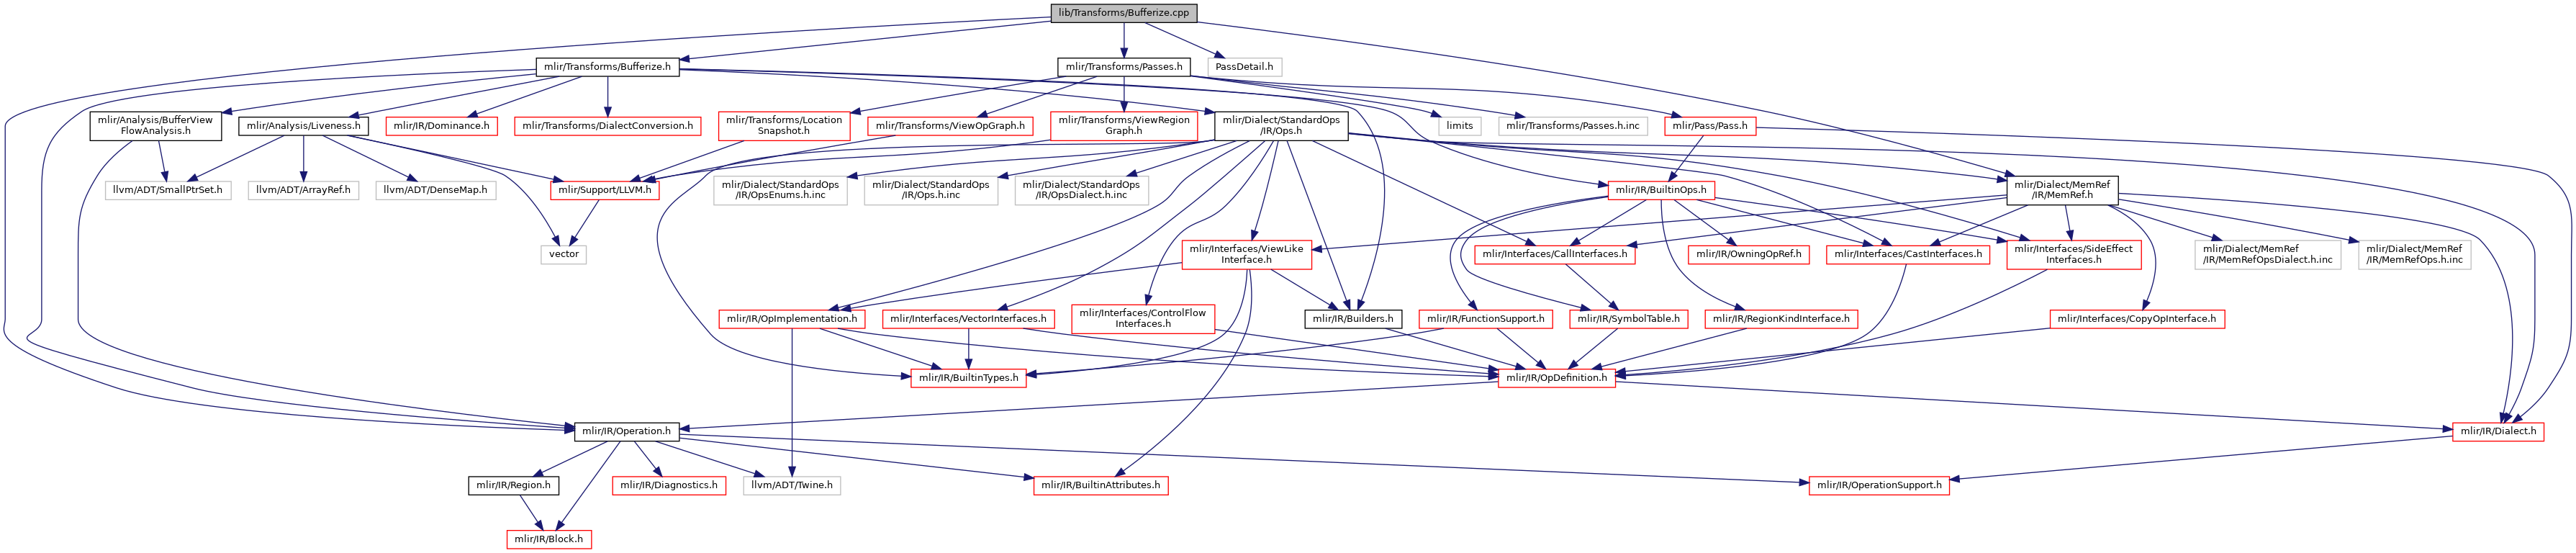 lib/Transforms/Bufferize.cpp
mlir/Transforms/Bufferize.h
mlir/Transforms/Passes.h
PassDetail.h
mlir/Analysis/BufferView
FlowAnalysis.h
mlir/Analysis/Liveness.h
mlir/IR/Dominance.h
mlir/Transforms/DialectConversion.h
mlir/Transforms/Location
Snapshot.h
mlir/Transforms/ViewOpGraph.h
mlir/Transforms/ViewRegion
Graph.h
mlir/Dialect/StandardOps
/IR/Ops.h
limits
mlir/Transforms/Passes.h.inc
mlir/Pass/Pass.h
llvm/ADT/SmallPtrSet.h
llvm/ADT/ArrayRef.h
llvm/ADT/DenseMap.h
mlir/Support/LLVM.h
mlir/Dialect/StandardOps
/IR/OpsEnums.h.inc
mlir/Dialect/StandardOps
/IR/Ops.h.inc
mlir/Dialect/StandardOps
/IR/OpsDialect.h.inc
mlir/IR/BuiltinOps.h
mlir/Dialect/MemRef
/IR/MemRef.h
vector
mlir/Interfaces/ViewLike
Interface.h
mlir/Interfaces/CallInterfaces.h
mlir/IR/OwningOpRef.h
mlir/Interfaces/CastInterfaces.h
mlir/Interfaces/SideEffect
Interfaces.h
mlir/Dialect/MemRef
/IR/MemRefOpsDialect.h.inc
mlir/Dialect/MemRef
/IR/MemRefOps.h.inc
mlir/IR/OpImplementation.h
mlir/Interfaces/VectorInterfaces.h
mlir/Interfaces/ControlFlow
Interfaces.h
mlir/IR/Builders.h
mlir/IR/FunctionSupport.h
mlir/IR/SymbolTable.h
mlir/IR/RegionKindInterface.h
mlir/Interfaces/CopyOpInterface.h
mlir/IR/BuiltinTypes.h
mlir/IR/OpDefinition.h
mlir/IR/Operation.h
mlir/IR/Dialect.h
mlir/IR/Region.h
mlir/IR/Diagnostics.h
llvm/ADT/Twine.h
mlir/IR/BuiltinAttributes.h
mlir/IR/OperationSupport.h
mlir/IR/Block.h